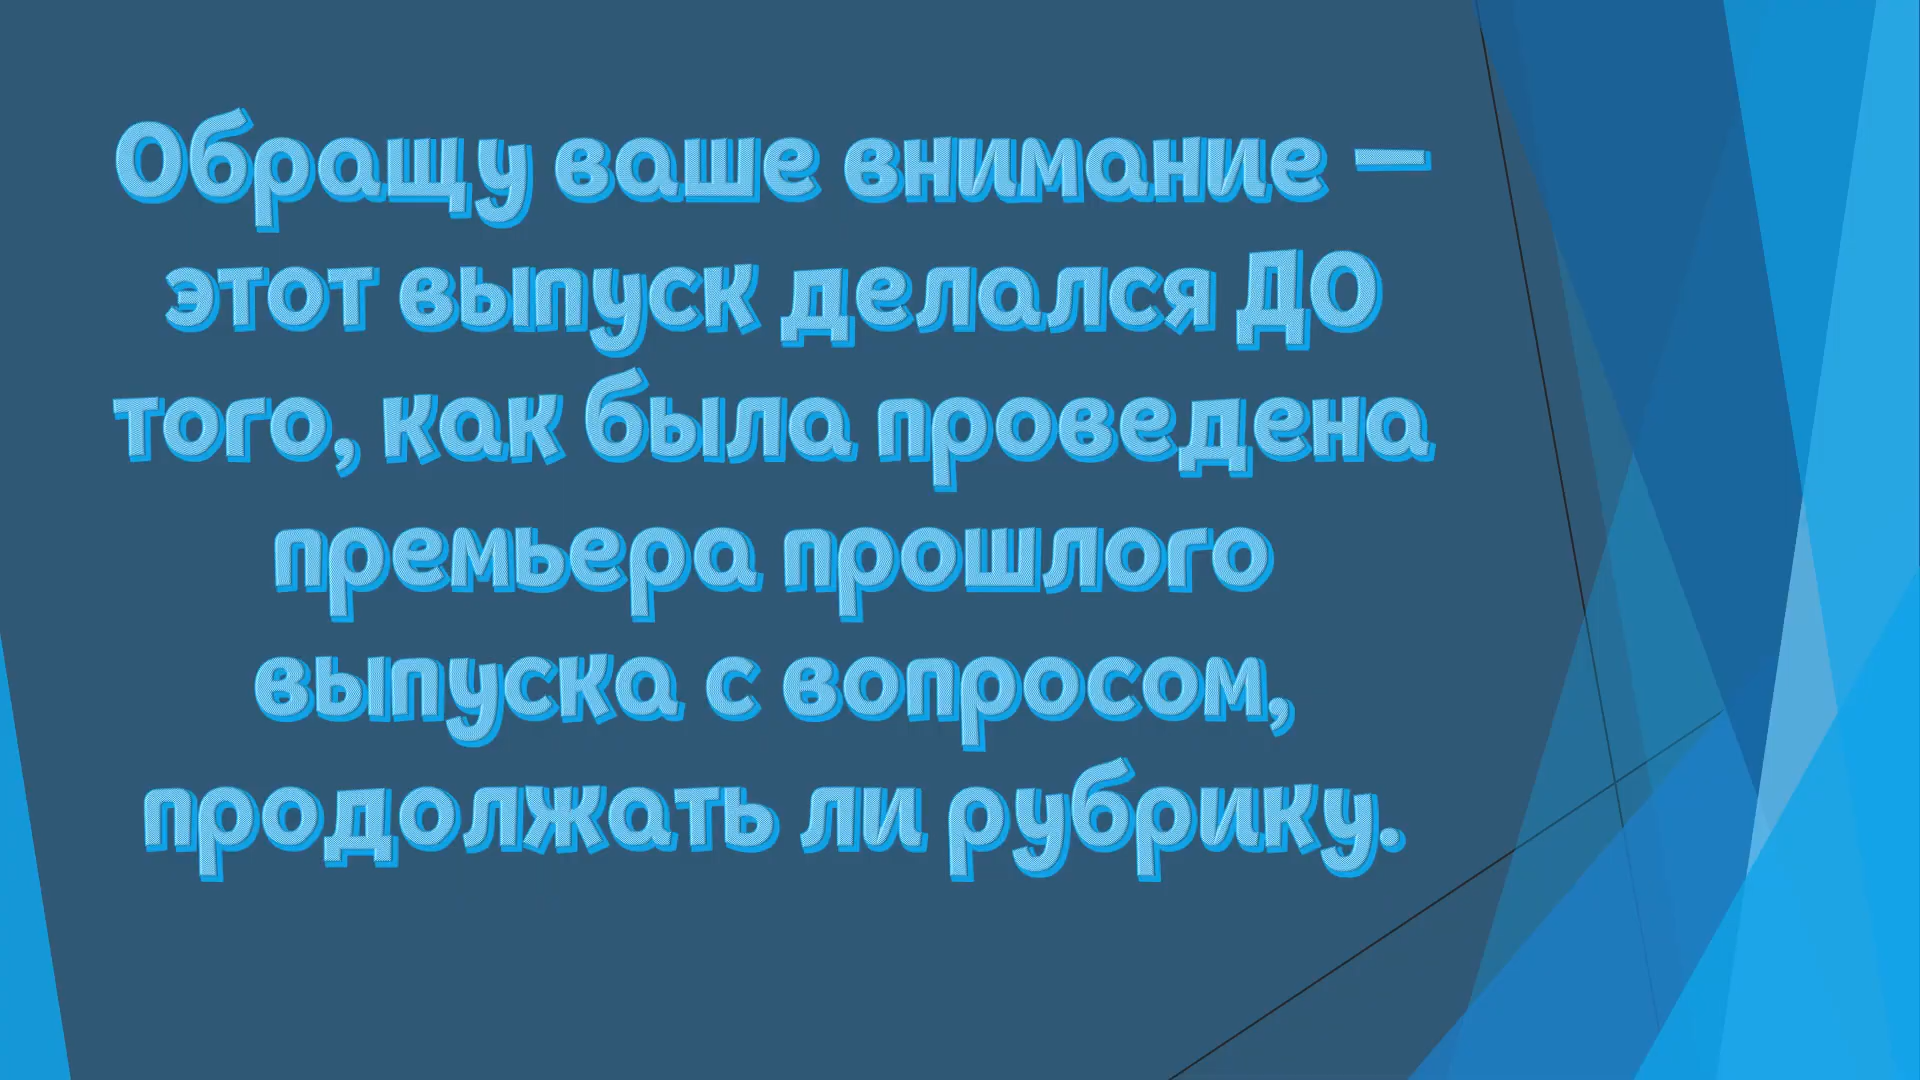 Обращу ваше внимание –
этот выпуск делался ДО
того, как была проведена
премьера прошлого
выпуска с вопросом,
продолжать ли рубрику.